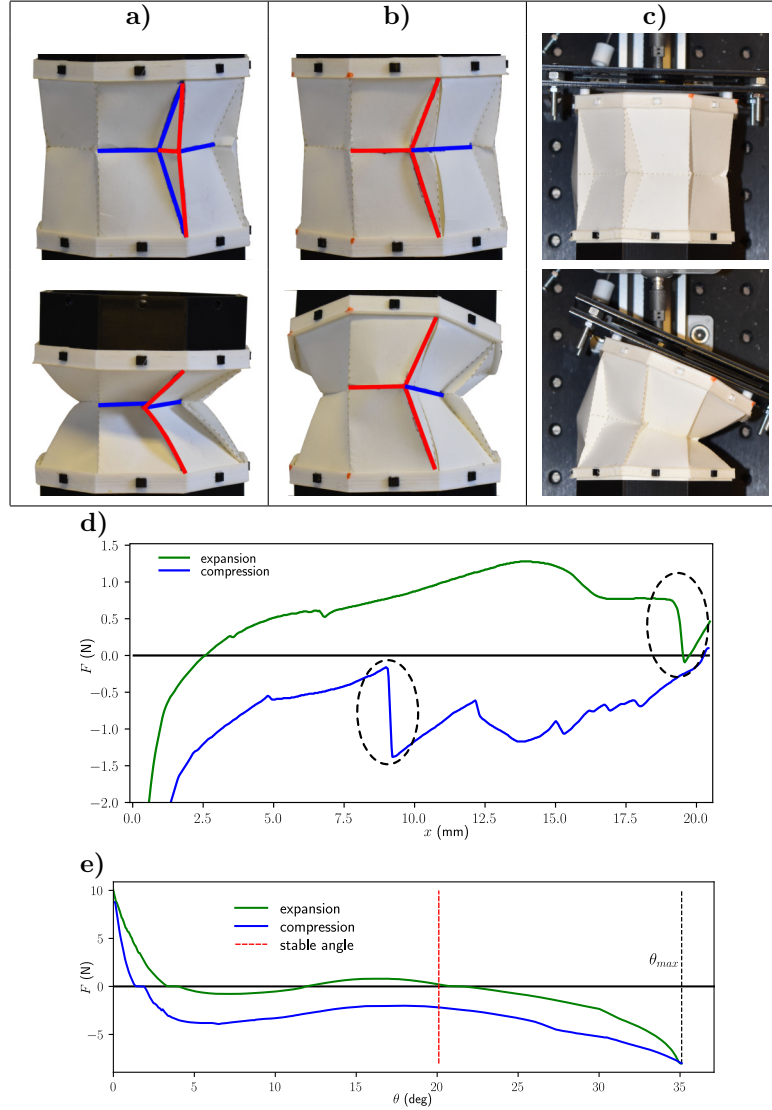 a)
b)
c)
d)
1.5
1.0
0.5
0.0
−0.5
−1.0
−1.5
−2.0
F (N)
expansion
compression
0.0
2.5
5.0
7.5
10.0
12.5
15.0
17.5
20.0
x (mm)
e)
10
5
0
−5
F (N)
expansion
compression
stable angle
θmax
0
5
10
15
20
25
30
35
θ (deg)